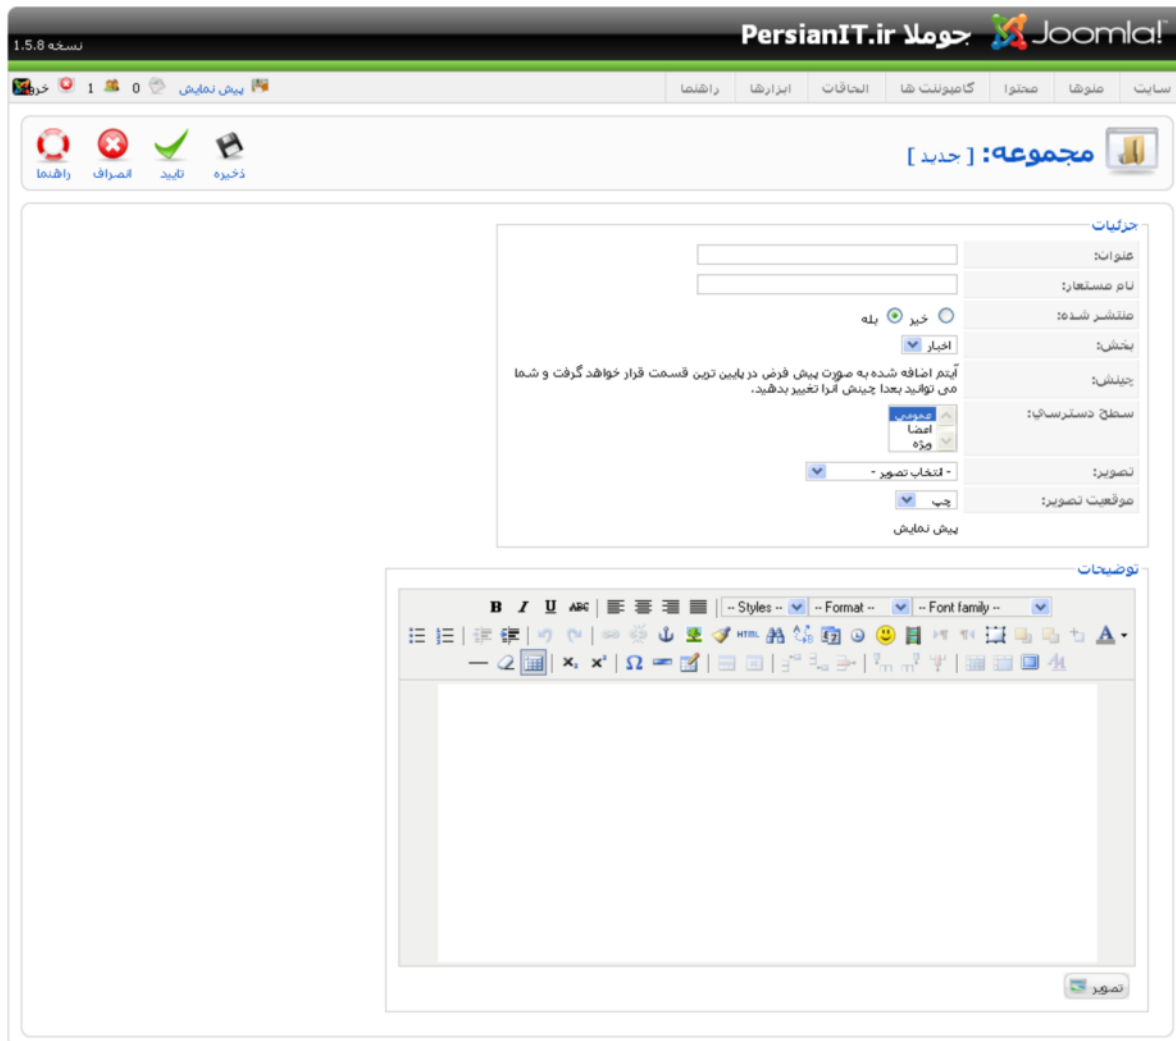 Joomla! جوملا PersianIT.ir
نسخه 1.5.8
سایت منوها محتوا کامپوننت ها الحاقات ابزارها راهنما
پیش نمایش 0 1
مجموعه: [ جدید ]
ذخیره تایید انصراف راهنما
جزئیات
عنوان:
نام مستعار:
منتشر شده: خیر بله
بخش: اخبار
چینش: آیتم اضافه شده به صورت پیش فرض در پایین ترین قسمت قرار خواهد گرفت و شما
می توانید بعدا چینش آنرا تغییر بدهید.
سطح دسترسي: عمومی
اعضا
ویژه
تصویر: - انتخاب تصویر -
موقعیت تصویر: چپ
پیش نمایش
توضیحات
B I U ABC -- Styles -- -- Format -- -- Font family --
HTML A
Ω
تصویر